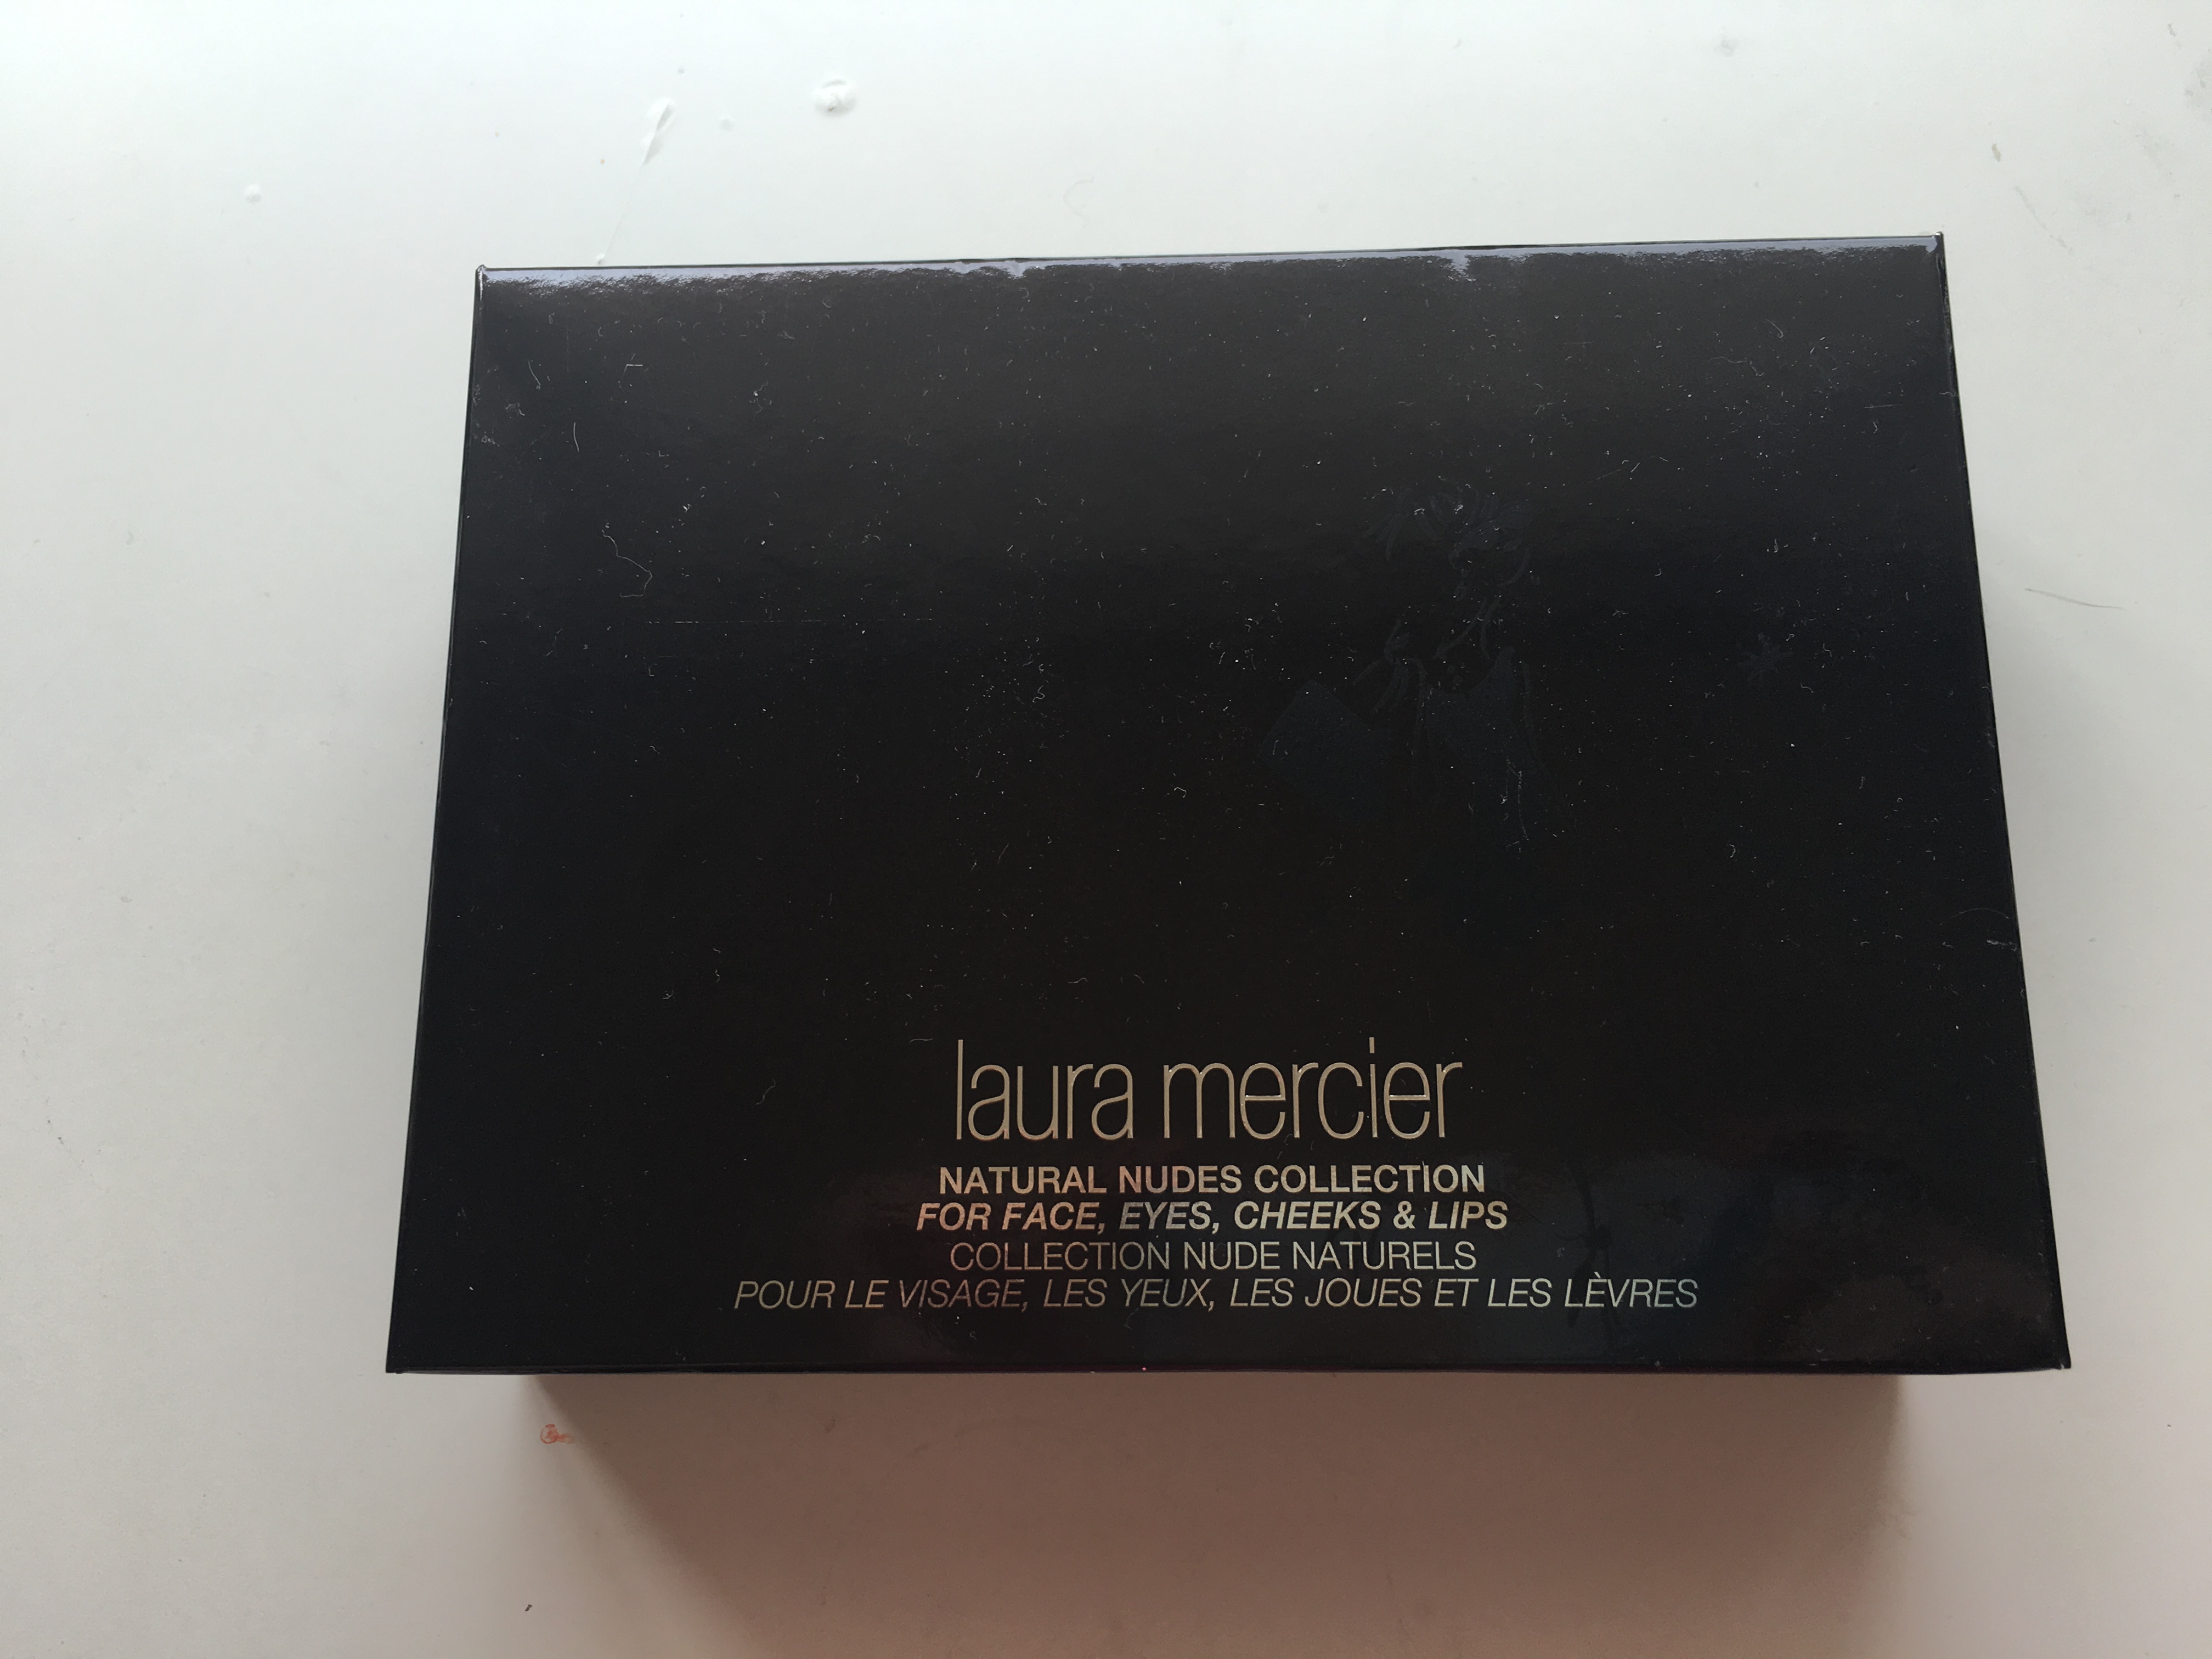 laura mercier
NATURAL NUDES COLLECTION
FOR FACE, EYES, CHEEKS & LIPS
COLLECTION NUDE NATURELS
POUR LE VISAGE, LES YEUX, LES JOUES ET LES LÈVRES